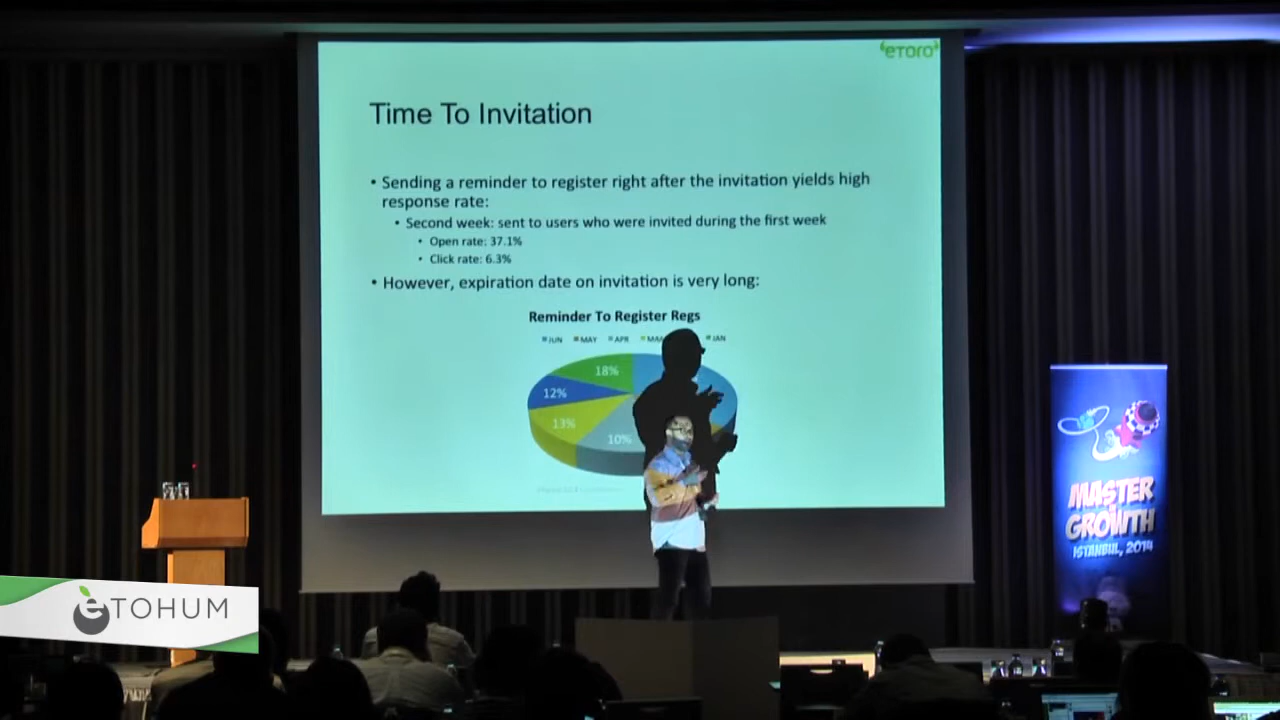 eToro
Time To Invitation
• Sending a reminder to register right after the invitation yields high
response rate:
• Second week: sent to users who were invited during the first week
• Open rate: 37.1%
• Click rate: 6.3%
• However, expiration date on invitation is very long:
Reminder To Register Regs
JUN MAY APR JAN
18%
12%
13%
10%
MASTER
GROWTH
ISTANBUL, 2014
eTOHUM